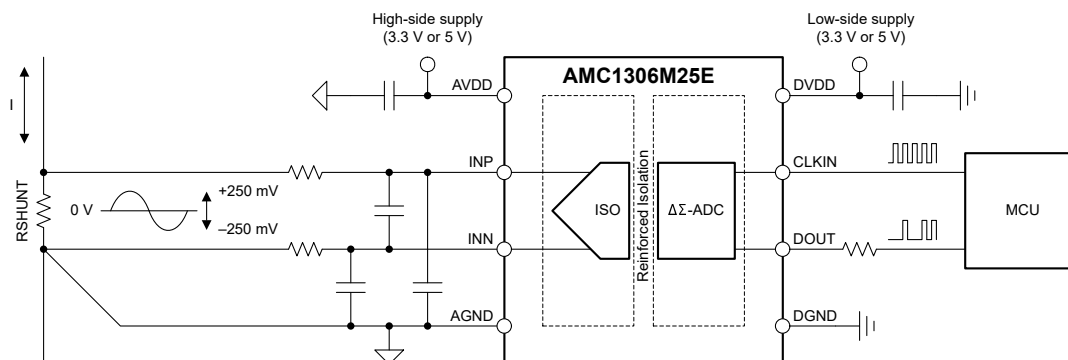 High-side supply
(3.3 V or 5 V)
Low-side supply
(3.3 V or 5 V)
AMC1306M25E
AVDD
DVDD
I
INP
CLKIN
RSHUNT
0 V
+250 mV
–250 mV
ISO
Reinforced Isolation
ΔΣ-ADC
MCU
INN
DOUT
AGND
DGND